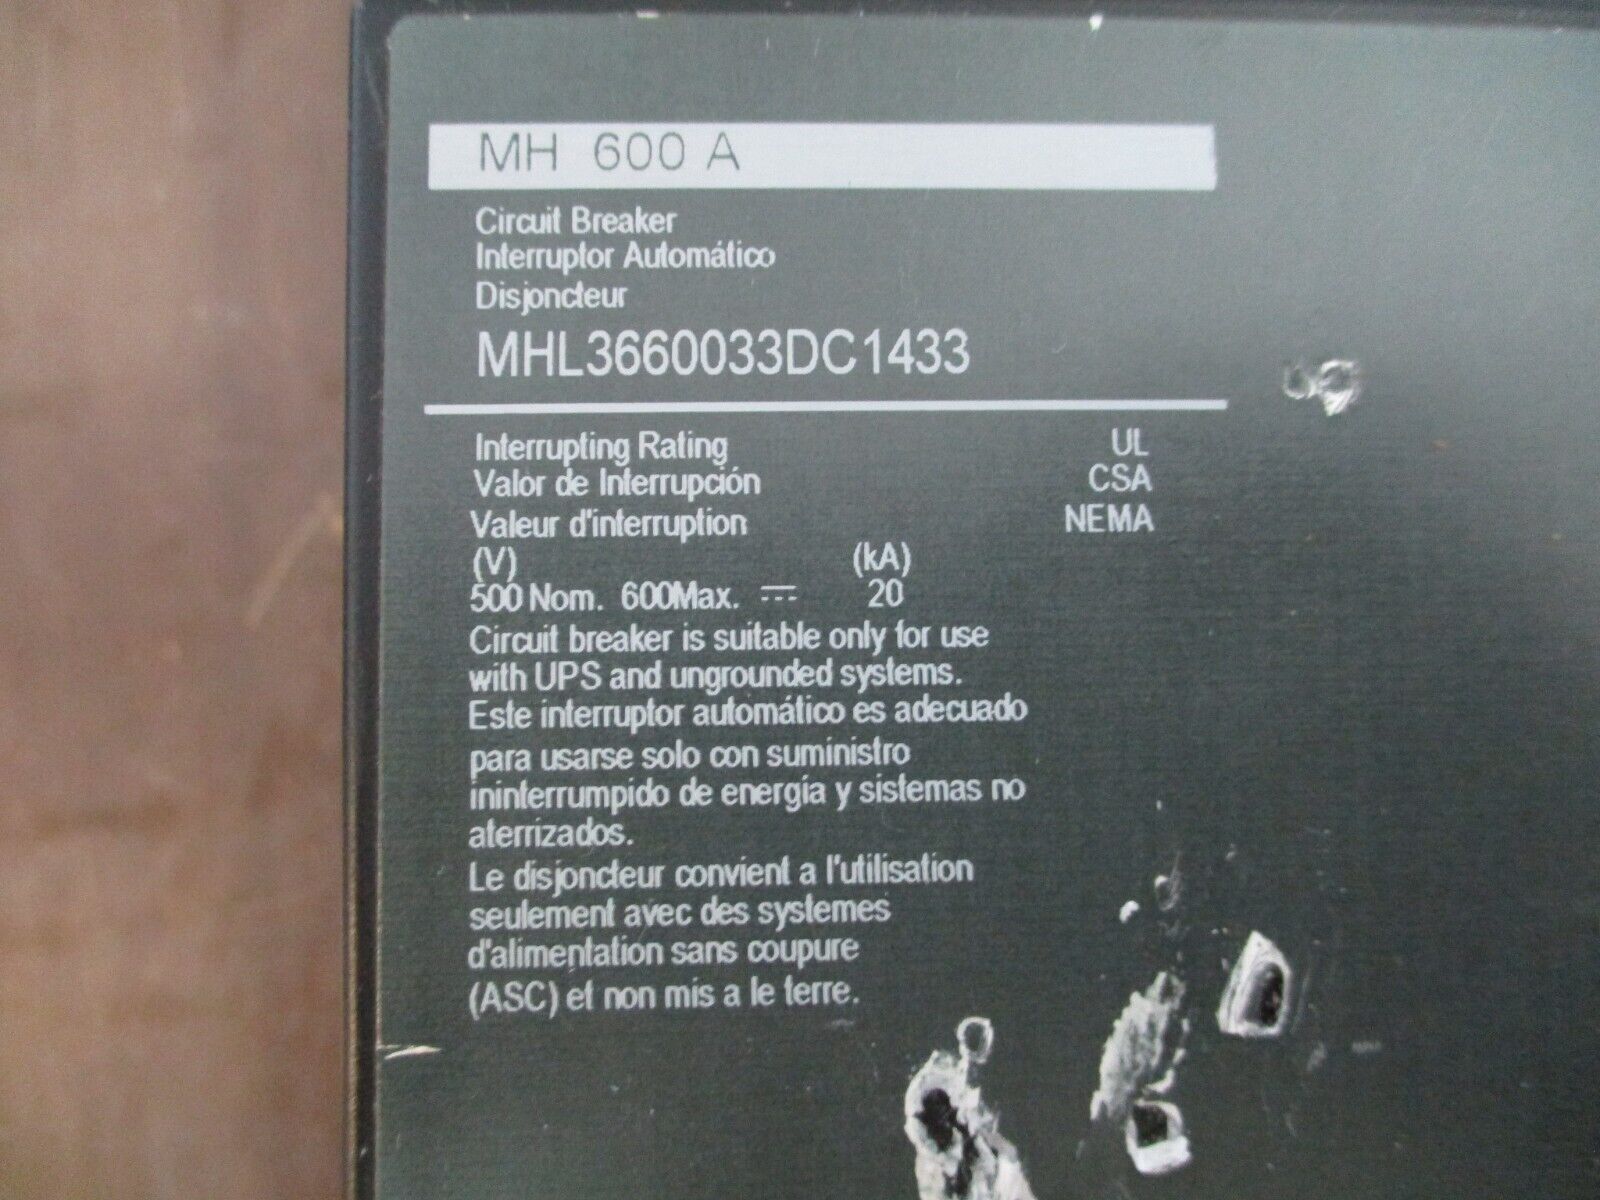 MH 600 A
Circuit Breaker
Interruptor Automático
Disjoncteur
MHL3660033DC1433
Interrupting Rating UL
Valor de Interrupción CSA
Valeur d'interruption NEMA
(V) (kA)
500 Nom. 600Max. ⎓ 20
Circuit breaker is suitable only for use
with UPS and ungrounded systems.
Este interruptor automático es adecuado
para usarse solo con suministro
ininterrumpido de energía y sistemas no
aterrizados.
Le disjoncteur convient a l'utilisation
seulement avec des systemes
d'alimentation sans coupure
(ASC) et non mis a le terre.